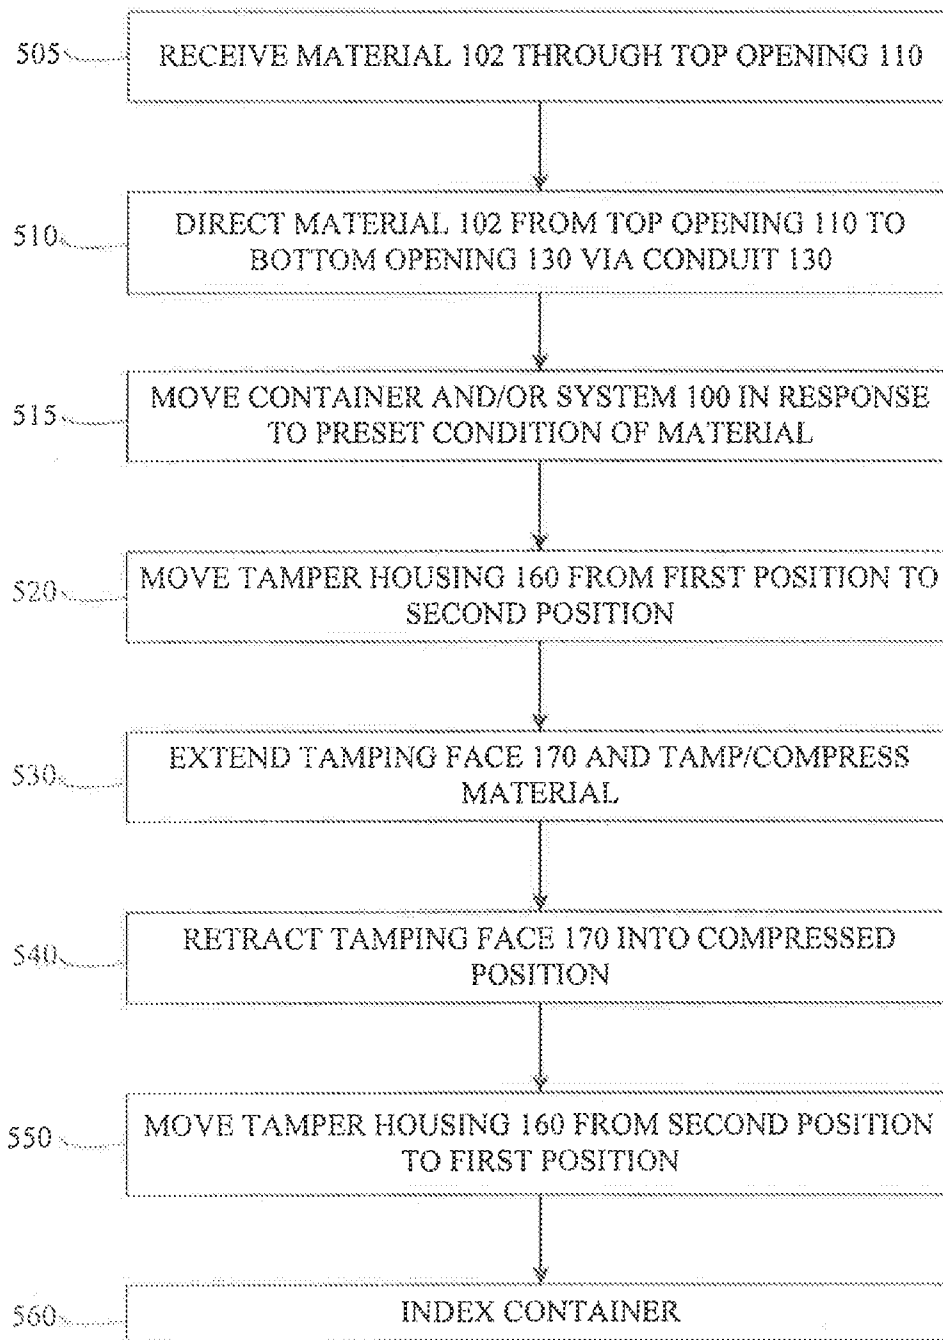 505
RECEIVE MATERIAL 102 THROUGH TOP OPENING 110
510
DIRECT MATERIAL 102 FROM TOP OPENING 110 TO
BOTTOM OPENING 130 VIA CONDUIT 130
515
MOVE CONTAINER AND/OR SYSTEM 100 IN RESPONSE
TO PRESET CONDITION OF MATERIAL
520
MOVE TAMPER HOUSING 160 FROM FIRST POSITION TO
SECOND POSITION
530
EXTEND TAMPING FACE 170 AND TAMP/COMPRESS
MATERIAL
540
RETRACT TAMPING FACE 170 INTO COMPRESSED
POSITION
550
MOVE TAMPER HOUSING 160 FROM SECOND POSITION
TO FIRST POSITION
560
INDEX CONTAINER